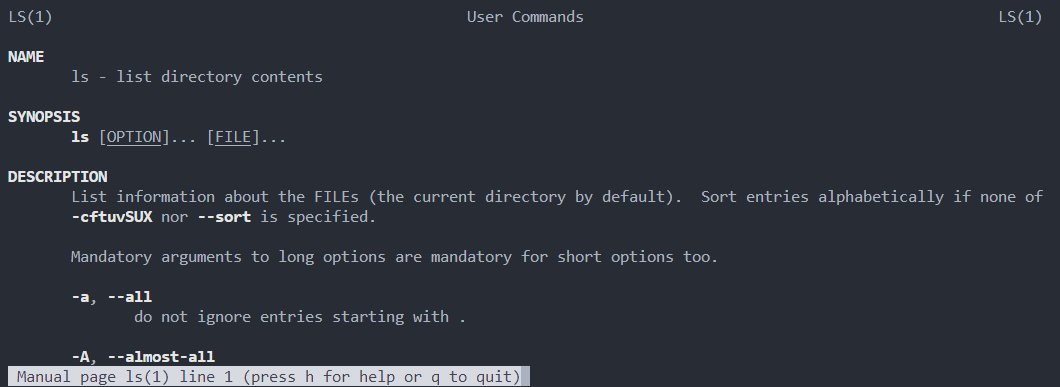 LS(1) User Commands LS(1)
NAME
ls - list directory contents
SYNOPSIS
ls [OPTION]... [FILE]...
DESCRIPTION
List information about the FILEs (the current directory by default).  Sort entries alphabetically if none of
-cftuvSUX nor --sort is specified.
Mandatory arguments to long options are mandatory for short options too.
-a, --all
do not ignore entries starting with .
-A, --almost-all
Manual page ls(1) line 1 (press h for help or q to quit)